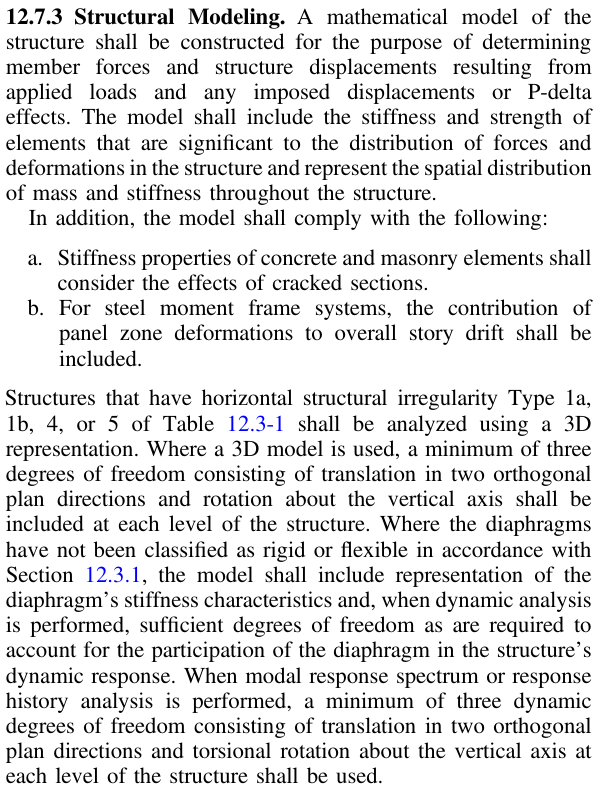 12.7.3 Structural Modeling. A mathematical model of the
structure shall be constructed for the purpose of determining
member forces and structure displacements resulting from
applied loads and any imposed displacements or P-delta
effects. The model shall include the stiffness and strength of
elements that are significant to the distribution of forces and
deformations in the structure and represent the spatial distribution
of mass and stiffness throughout the structure.
In addition, the model shall comply with the following:
a. Stiffness properties of concrete and masonry elements shall
consider the effects of cracked sections.
b. For steel moment frame systems, the contribution of
panel zone deformations to overall story drift shall be
included.
Structures that have horizontal structural irregularity Type 1a,
1b, 4, or 5 of Table 12.3-1 shall be analyzed using a 3D
representation. Where a 3D model is used, a minimum of three
degrees of freedom consisting of translation in two orthogonal
plan directions and rotation about the vertical axis shall be
included at each level of the structure. Where the diaphragms
have not been classified as rigid or flexible in accordance with
Section 12.3.1, the model shall include representation of the
diaphragm’s stiffness characteristics and, when dynamic analysis
is performed, sufficient degrees of freedom as are required to
account for the participation of the diaphragm in the structure’s
dynamic response. When modal response spectrum or response
history analysis is performed, a minimum of three dynamic
degrees of freedom consisting of translation in two orthogonal
plan directions and torsional rotation about the vertical axis at
each level of the structure shall be used.